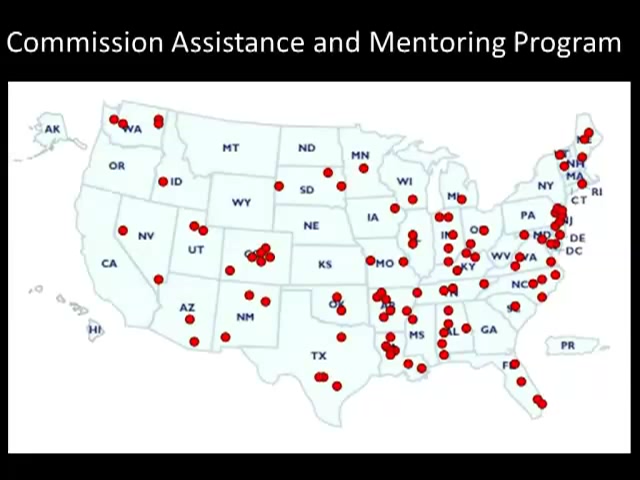 Commission Assistance and Mentoring Program
AK
WA
MT
ND
MN
OR
ID
SD
WI
MI
NH
MA
RI
CT
NY
WY
IA
PA
NJ
NV
UT
NE
MD
DE
DC
CA
KS
MO
KY
WV
VA
AZ
NM
OK
AR
TN
NC
SC
HI
TX
MS
AL
GA
FL
PR